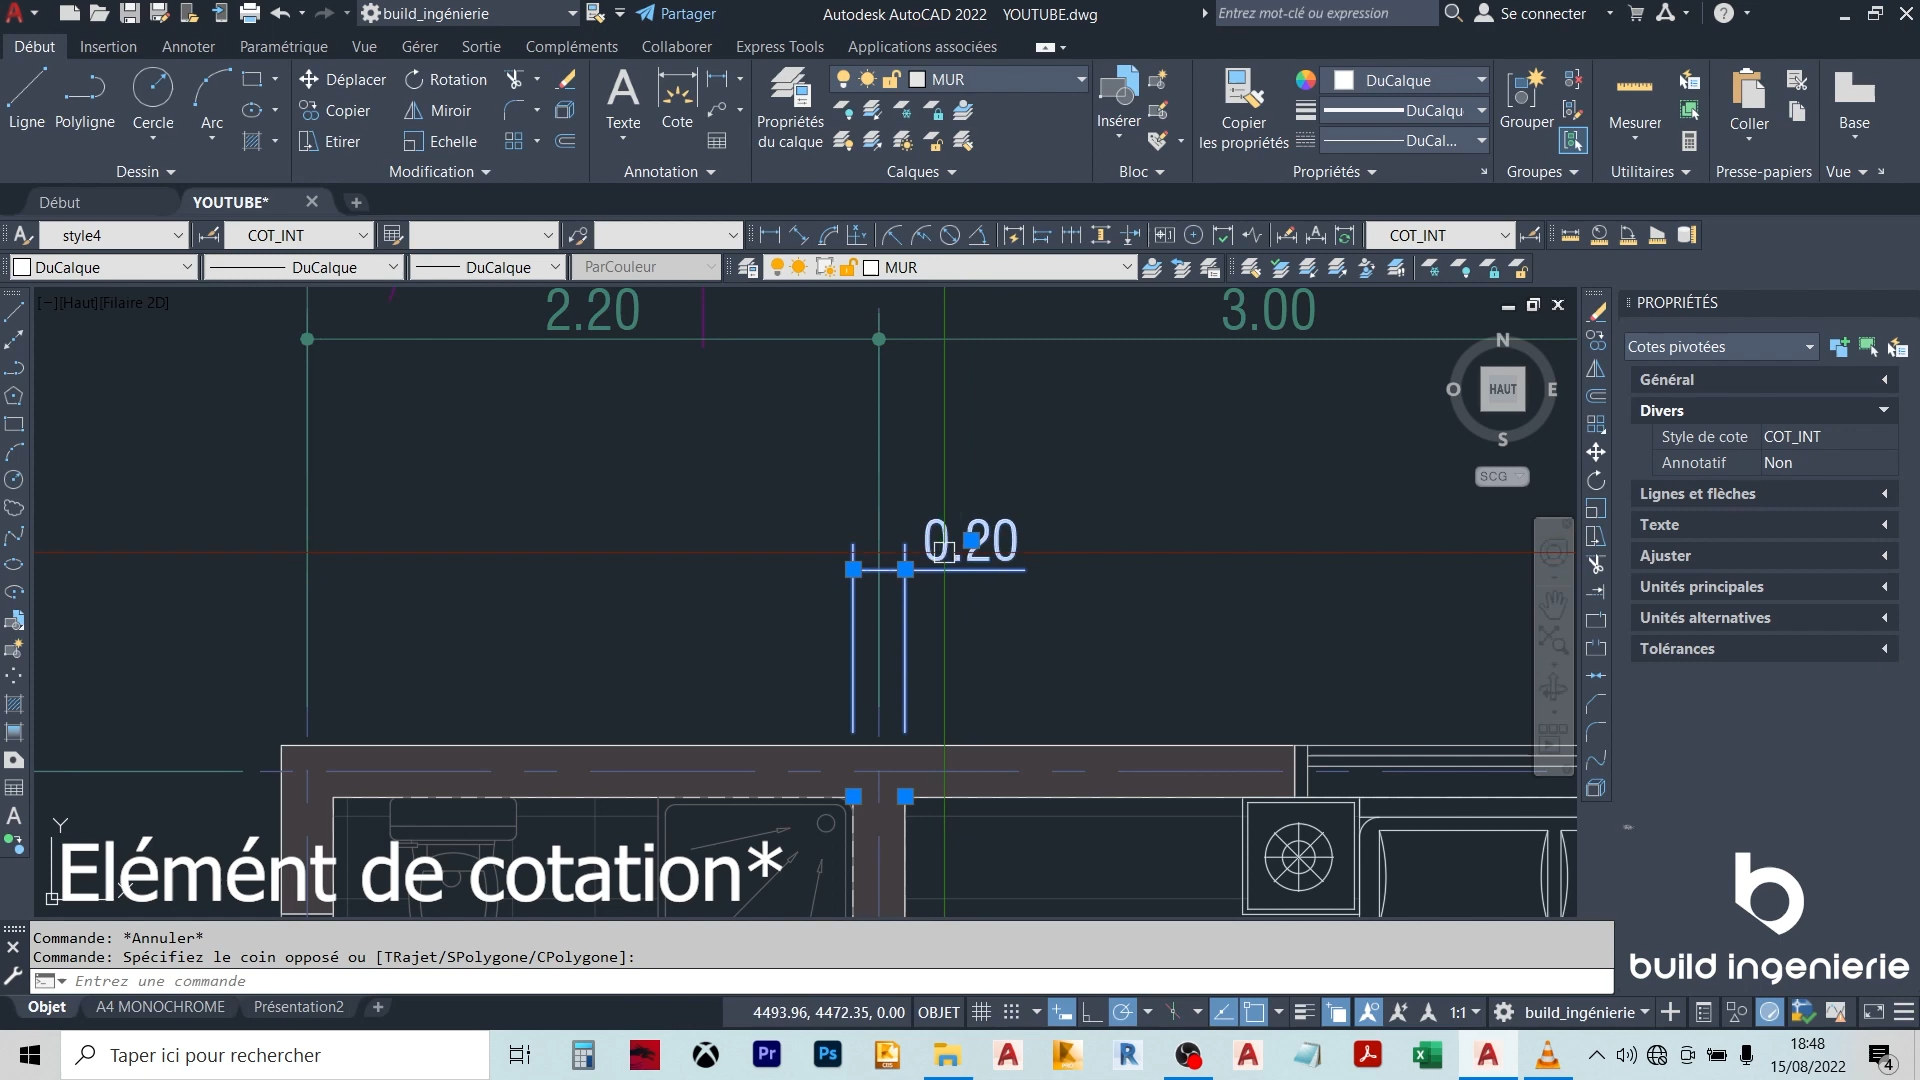 build_ingénierie
Partager
Autodesk AutoCAD 2022 YOUTUBE.dwg
Entrez mot-clé ou expression
Se connecter
Début Insertion Annoter Paramétrique Vue Gérer Sortie Compléments Collaborer Express Tools Applications associées
Ligne Polyligne Cercle Arc
Déplacer Rotation
Copier Miroir
Etirer Echelle
Texte Cote
Propriétés du calque
MUR
Insérer
Copier les propriétés
DuCalque
DuCalqu
DuCal...
Grouper Mesurer Coller Base
Dessin Modification Annotation Calques Bloc Propriétés Groupes Utilitaires Presse-papiers Vue
Début YOUTUBE*
style4 COT_INT COT_INT
DuCalque DuCalque DuCalque ParCouleur MUR
[−][Haut][Filaire 2D]
2.20 3.00
N
O HAUT E
S
SCG
0.20
PROPRIÉTÉS
Cotes pivotées
Général
Divers
Style de cote COT_INT
Annotatif Non
Lignes et flèches
Texte
Ajuster
Unités principales
Unités alternatives
Tolérances
Y
X
Elémént de cotation*
b
build ingenierie
Commande: *Annuler*
Commande: Spécifiez le coin opposé ou [TRajet/SPolygone/CPolygone]:
Entrez une commande
Objet A4 MONOCHROME Présentation2
4493.96, 4472.35, 0.00 OBJET 1:1 build_ingénierie
Taper ici pour rechercher
Pr Ps
18:48
15/08/2022
4